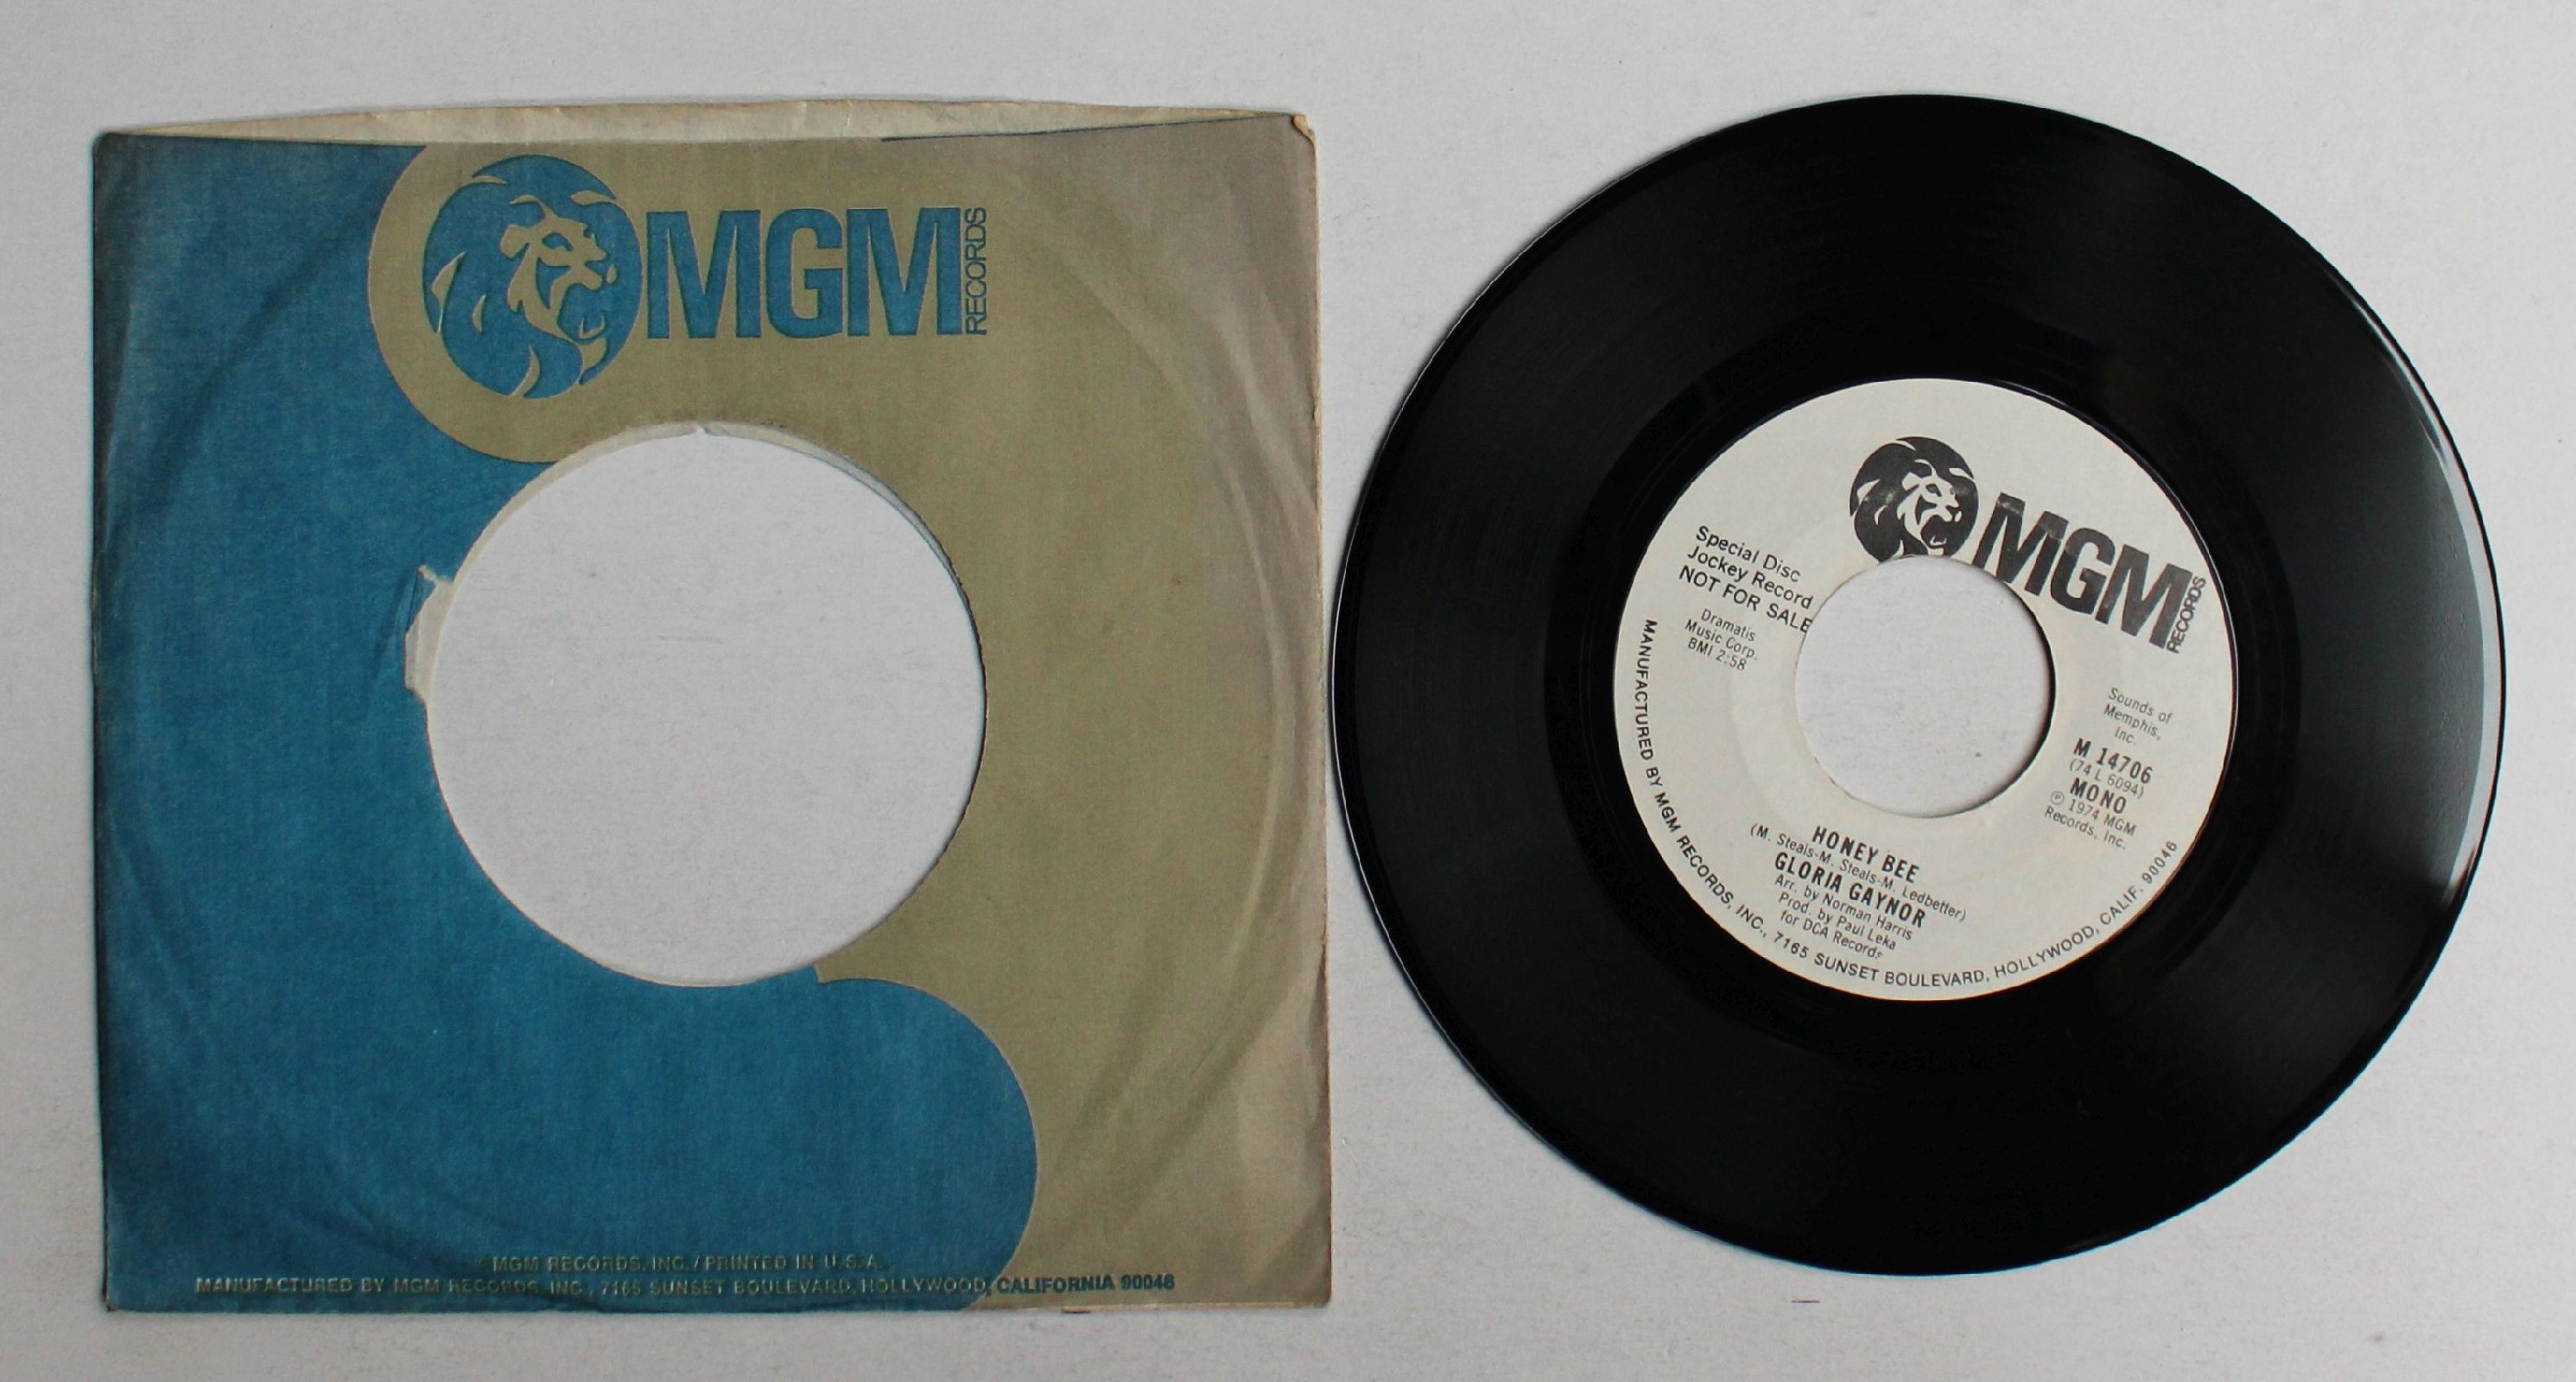 MGM
RECORDS
MGM RECORDS, INC. / PRINTED IN U.S.A.
MANUFACTURED BY MGM RECORDS, INC., 7165 SUNSET BOULEVARD, HOLLYWOOD, CALIFORNIA 90046
MGM
RECORDS
Special Disc
Jockey Record
NOT FOR SALE
Dramatis
Music Corp.
BMI 2:58
Sounds of
Memphis,
Inc.
M 14706
(74 L 6094)
MONO
℗ 1974 MGM
Records, Inc.
HONEY BEE
(M. Steals-M. Steals-M. Ledbetter)
GLORIA GAYNOR
Arr. by Norman Harris
Prod. by Paul Leka
for DCA Records
MANUFACTURED BY MGM RECORDS, INC., 7165 SUNSET BOULEVARD, HOLLYWOOD, CALIF. 90046